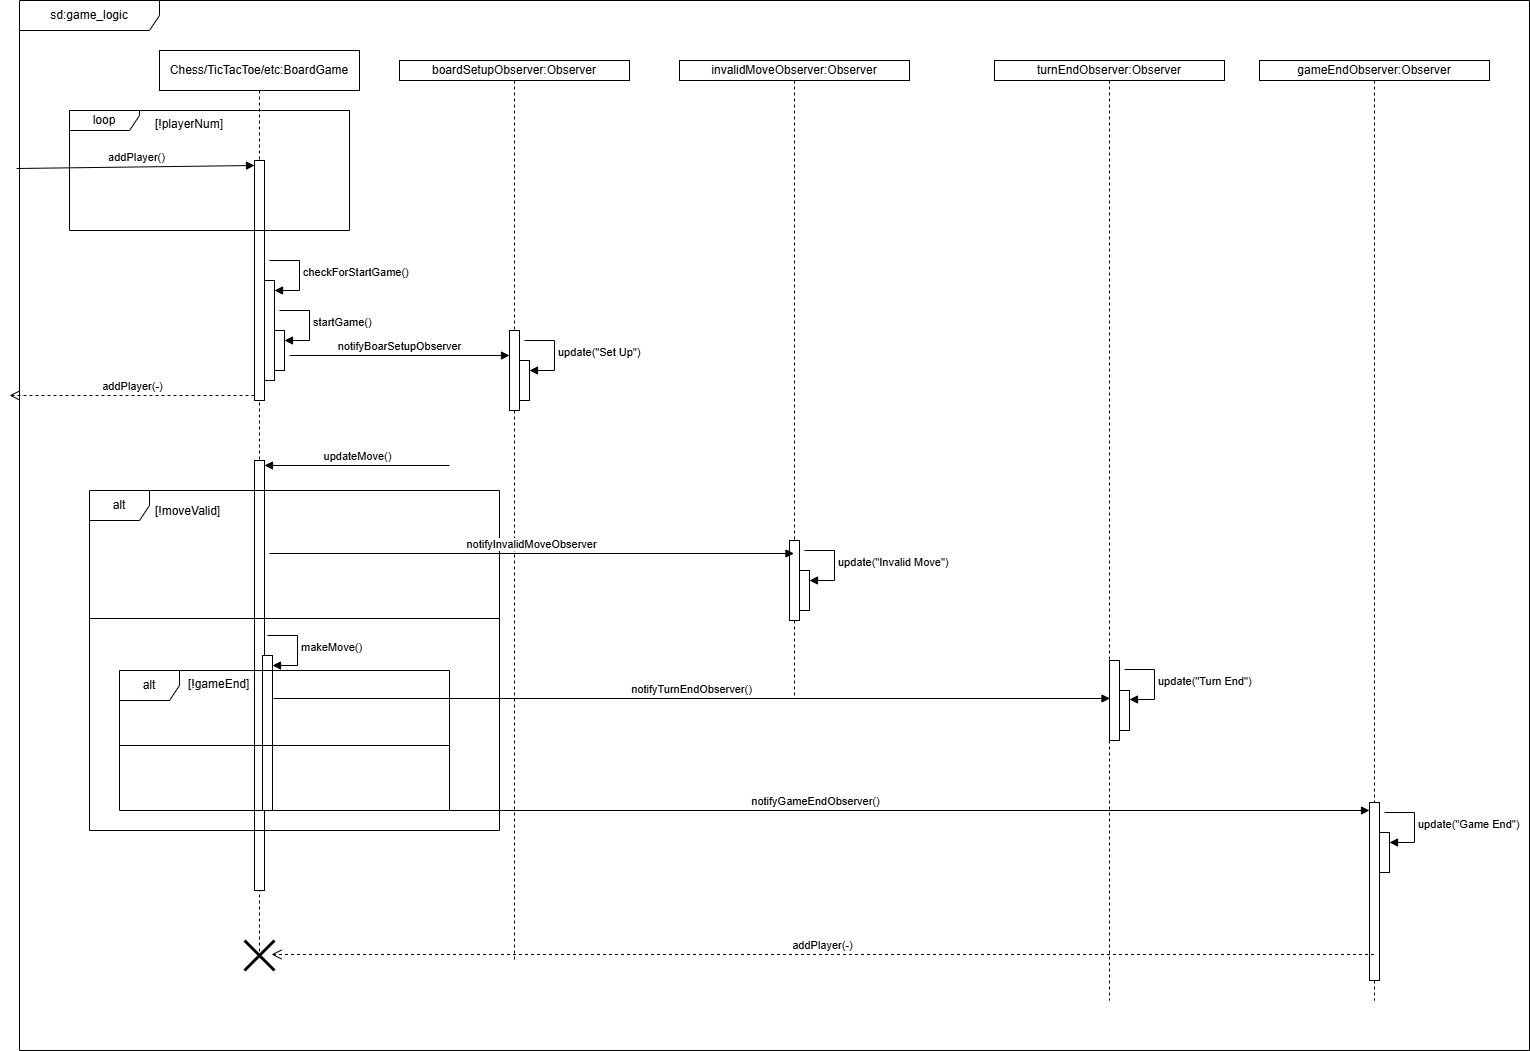 sd:game_logic
Chess/TicTacToe/etc:BoardGame
boardSetupObserver:Observer
invalidMoveObserver:Observer
turnEndObserver:Observer
gameEndObserver:Observer
loop
[!playerNum]
addPlayer()
checkForStartGame()
startGame()
notifyBoarSetupObserver
update("Set Up")
addPlayer(-)
updateMove()
alt
[!moveValid]
notifyInvalidMoveObserver
update("Invalid Move")
makeMove()
alt
[!gameEnd]
notifyTurnEndObserver()
update("Turn End")
notifyGameEndObserver()
update("Game End")
addPlayer(-)